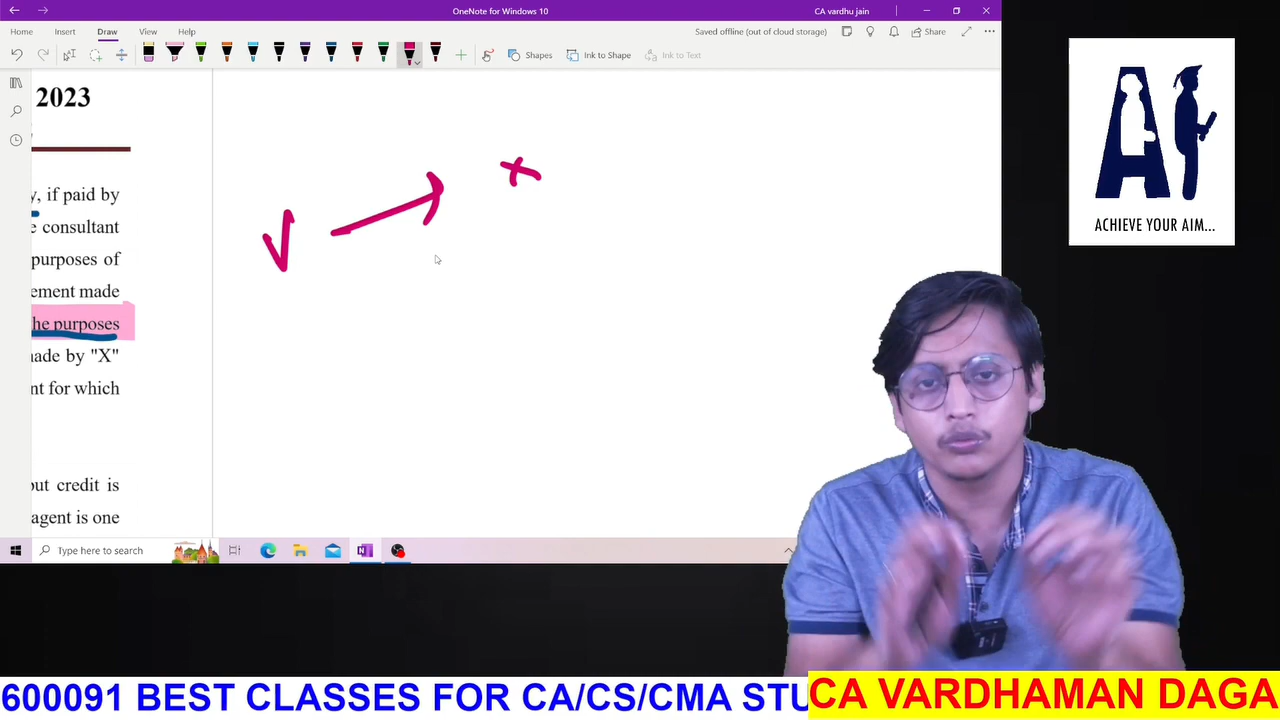 OneNote for Windows 10
CA vardhu jain
Home Insert Draw View Help
Saved offline (out of cloud storage)
Share
Shapes
Ink to Shape
Ink to Text
2023
y, if paid by
e consultant
purposes of
ement made
he purposes
ade by "X"
nt for which
out credit is
agent is one
Type here to search
ACHIEVE YOUR AIM...
600091 BEST CLASSES FOR CA/CS/CMA STU
CA VARDHAMAN DAGA